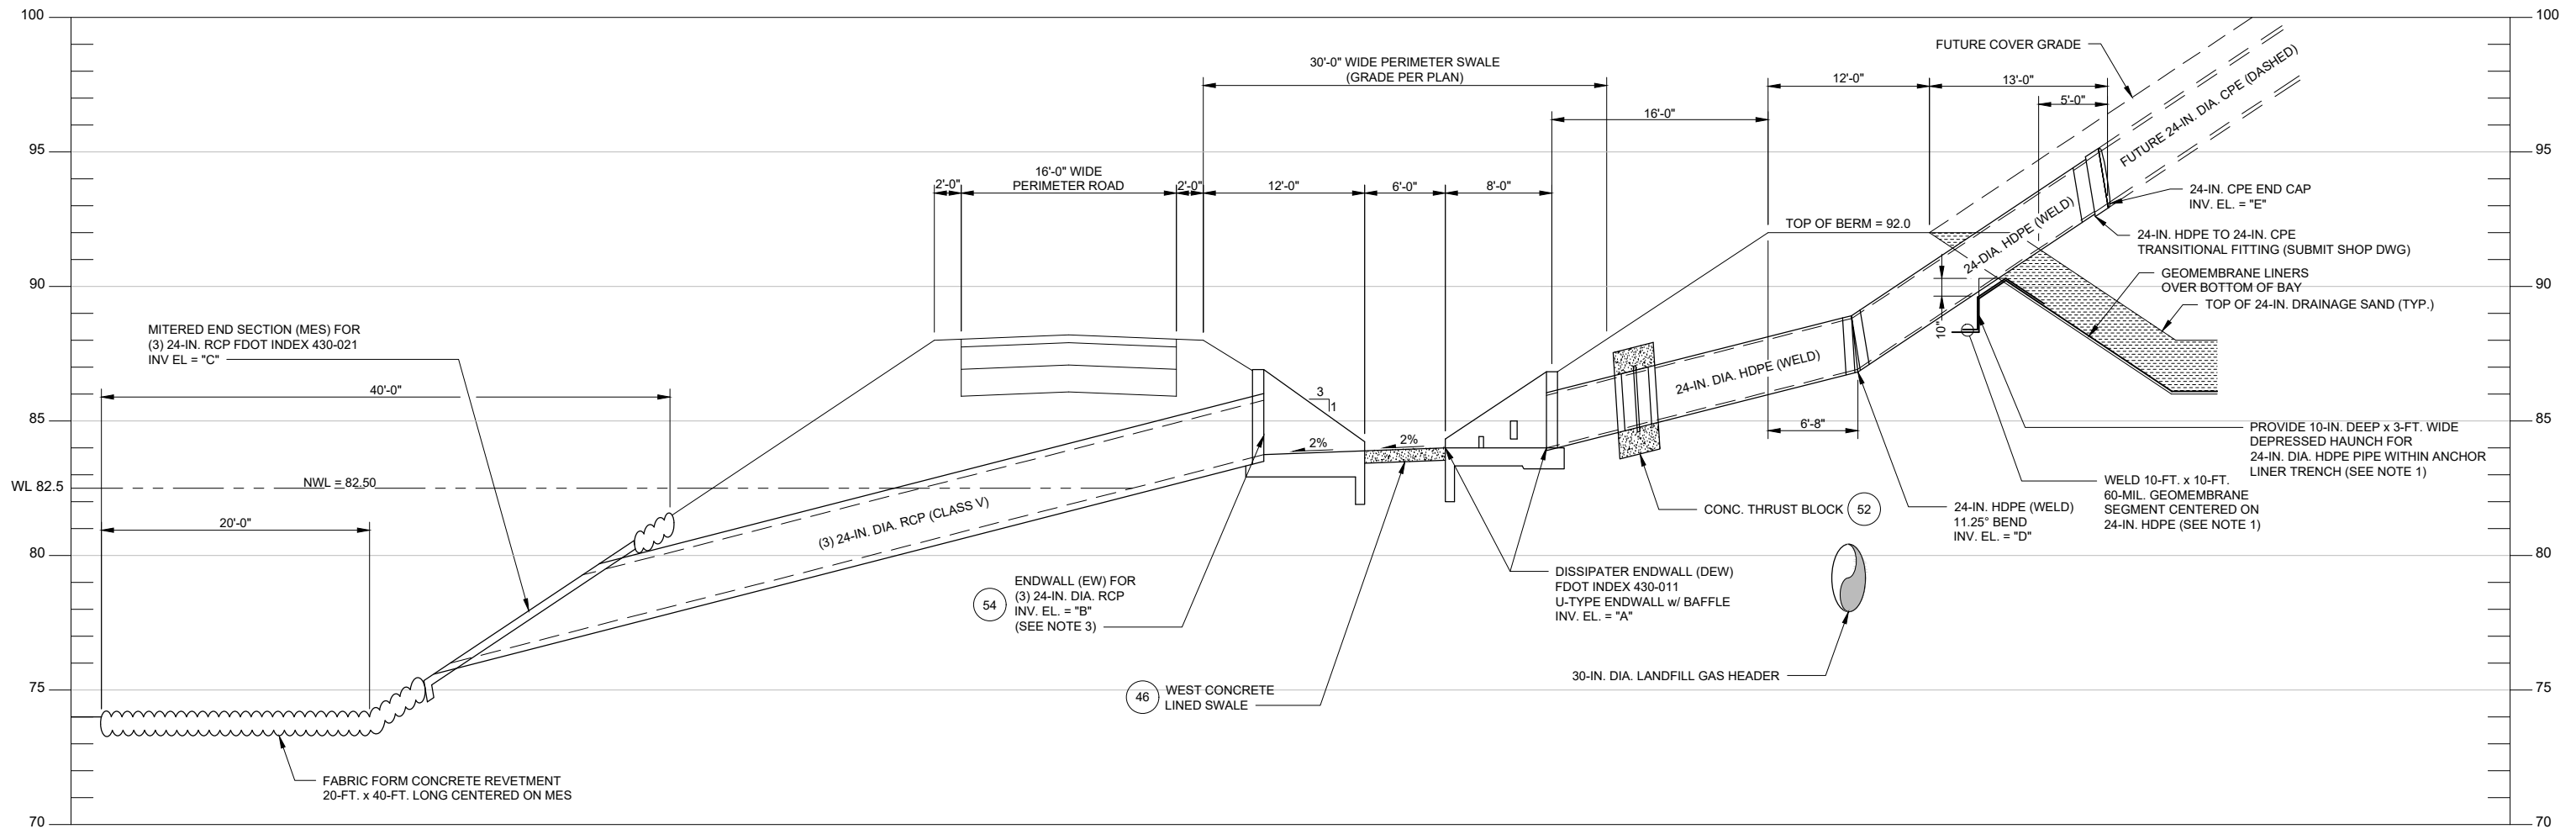 100
100
FUTURE COVER GRADE
30'-0" WIDE PERIMETER SWALE
(GRADE PER PLAN)
12'-0"
13'-0"
5'-0"
FUTURE 24-IN. DIA. CPE (DASHED)
16'-0"
95
95
16'-0" WIDE
PERIMETER ROAD
2'-0"
2'-0"
12'-0"
6'-0"
8'-0"
24-IN. CPE END CAP
INV. EL. = "E"
TOP OF BERM = 92.0
24-DIA. HDPE (WELD)
24-IN. HDPE TO 24-IN. CPE
TRANSITIONAL FITTING (SUBMIT SHOP DWG)
GEOMEMBRANE LINERS
OVER BOTTOM OF BAY
TOP OF 24-IN. DRAINAGE SAND (TYP.)
90
90
10"
MITERED END SECTION (MES) FOR
(3) 24-IN. RCP FDOT INDEX 430-021
INV EL = "C"
40'-0"
24-IN. DIA. HDPE (WELD)
3
1
85
85
6'-8"
2%
2%
PROVIDE 10-IN. DEEP x 3-FT. WIDE
DEPRESSED HAUNCH FOR
24-IN. DIA. HDPE PIPE WITHIN ANCHOR
LINER TRENCH (SEE NOTE 1)
WL 82.5
NWL = 82.50
20'-0"
(3) 24-IN. DIA. RCP (CLASS V)
CONC. THRUST BLOCK
52
24-IN. HDPE (WELD)
11.25° BEND
INV. EL. = "D"
WELD 10-FT. x 10-FT.
60-MIL. GEOMEMBRANE
SEGMENT CENTERED ON
24-IN. HDPE (SEE NOTE 1)
80
80
54
ENDWALL (EW) FOR
(3) 24-IN. DIA. RCP
INV. EL. = "B"
(SEE NOTE 3)
DISSIPATER ENDWALL (DEW)
FDOT INDEX 430-011
U-TYPE ENDWALL w/ BAFFLE
INV. EL. = "A"
30-IN. DIA. LANDFILL GAS HEADER
46
WEST CONCRETE
LINED SWALE
75
75
FABRIC FORM CONCRETE REVETMENT
20-FT. x 40-FT. LONG CENTERED ON MES
70
70